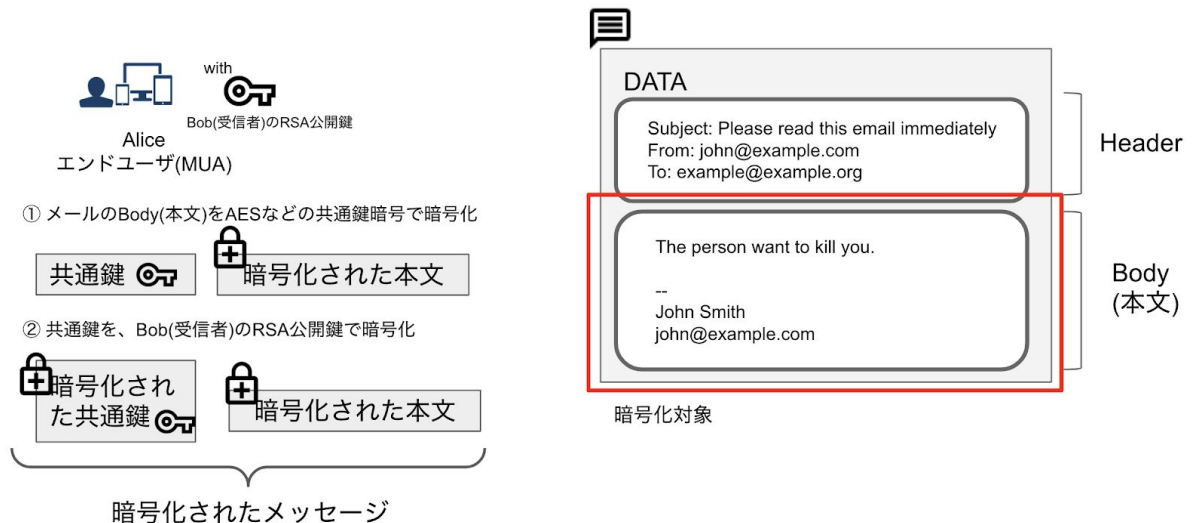 with
Bob(受信者)のRSA公開鍵
Alice
エンドユーザ(MUA)
① メールのBody(本文)をAESなどの共通鍵暗号で暗号化
共通鍵
暗号化された本文
② 共通鍵を、Bob(受信者)のRSA公開鍵で暗号化
暗号化され
た共通鍵
暗号化された本文
暗号化されたメッセージ
DATA
Subject: Please read this email immediately
From: john@example.com
To: example@example.org
Header
The person want to kill you.
--
John Smith
john@example.com
Body
(本文)
暗号化対象